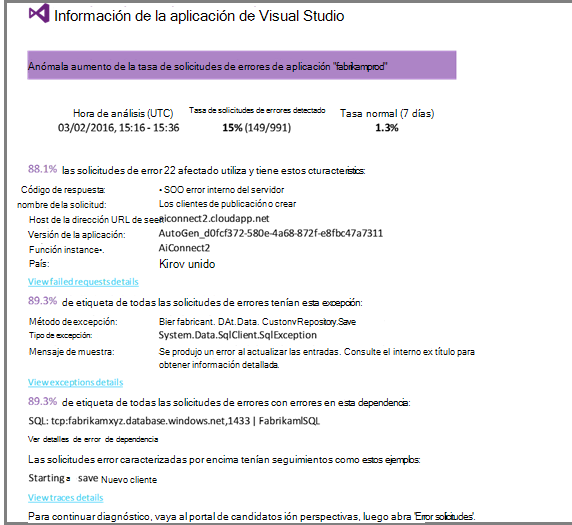 Información de la aplicación de Visual Studio
Anómala aumento de la tasa de solicitudes de errores de aplicación "fabrikamprod"
Hora de análisis (UTC) Tasa de solicitudes de errores detectado Tasa normal (7 días)
03/02/2016, 15:16 - 15:36 15% (149/991) 1.3%
88.1% las solicitudes de error 22 afectado utiliza y tiene estos cturacteristics:
Código de respuesta: • SOO error interno del servidor
nombre de la solicitud: Los clientes de publicación o crear
Host de la dirección URL de seen aiconnect2.cloudapp.net
Versión de la aplicación: AutoGen_d0fcf372-580e-4a68-872f-e8fbc47a7311
Función instance•. AiConnect2
País: Kirov unido
View failed requests details
89.3% de etiqueta de todas las solicitudes de errores tenían esta excepción:
Método de excepción: Bier fabricant. DAt.Data. CustonvRepository.Save
Tipo de excepción: System.Data.SqlClient.SqlException
Mensaje de muestra: Se produjo un error al actualizar las entradas. Consulte el interno ex título para
obtener información detallada.
View exceptions details
89.3% de etiqueta de todas las solicitudes de errores con errores en esta dependencia:
SQL: tcp:fabrikamxyz.database.windows.net,1433 | FabrikamlSQL
Ver detalles de error de dependencia
Las solicitudes error caracterizadas por encima tenían seguimientos como estos ejemplos:
Starting a save Nuevo cliente
View traces details
Para continuar diagnóstico, vaya al portal de candidatos ión perspectivas, luego abra 'Error solicitudes'.